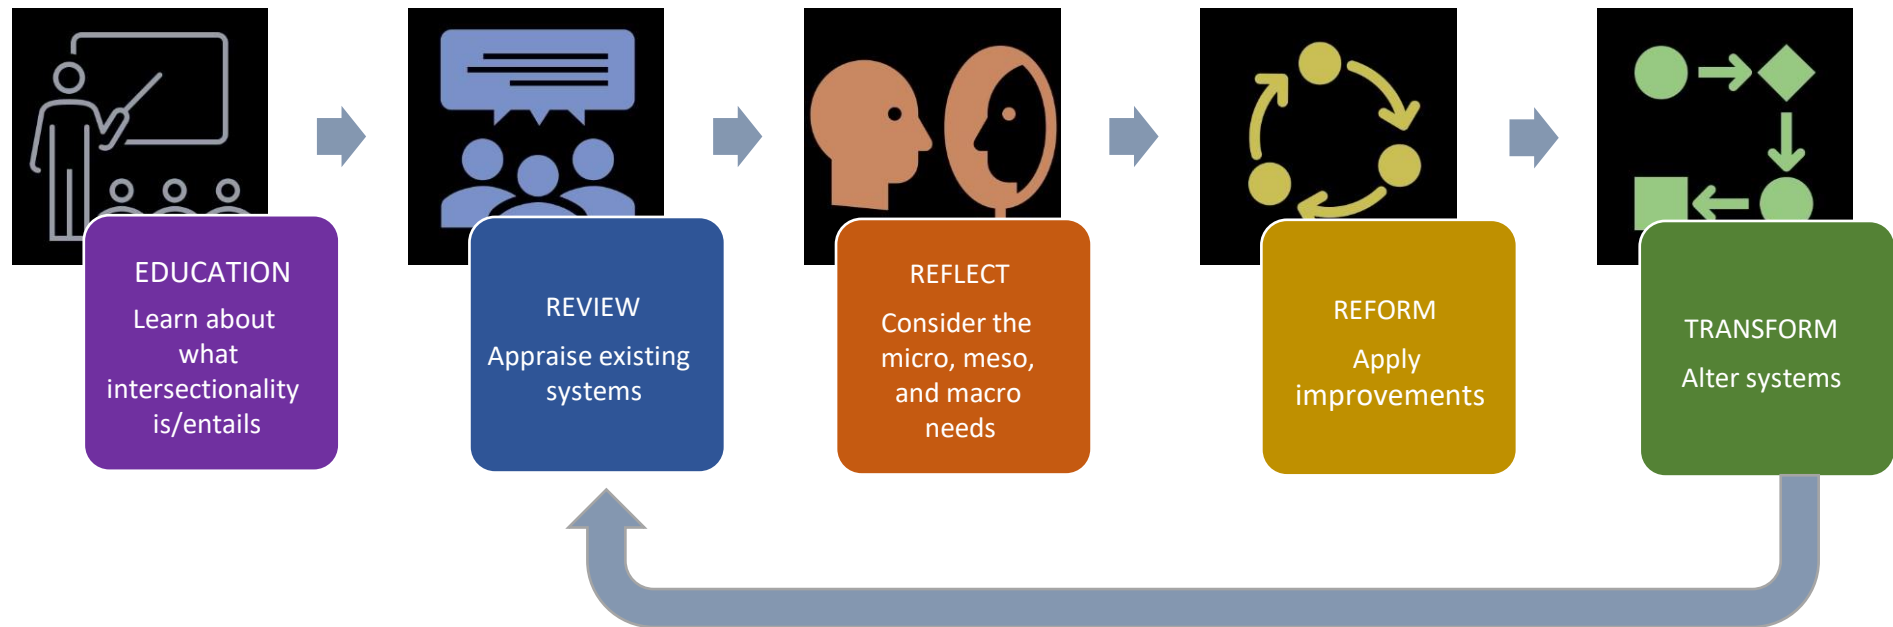 EDUCATION
Learn about
what
intersectionality
is/entails
REVIEW
Appraise existing
systems
REFLECT
Consider the
micro, meso,
and macro
needs
REFORM
Apply
improvements
TRANSFORM
Alter systems